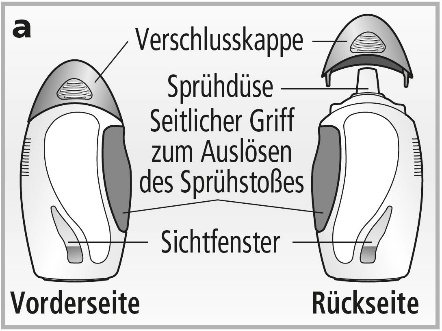 a
Verschlusskappe
Sprühdüse
Seitlicher Griff
zum Auslösen
des Sprühstoßes
Sichtfenster
Vorderseite
Rückseite